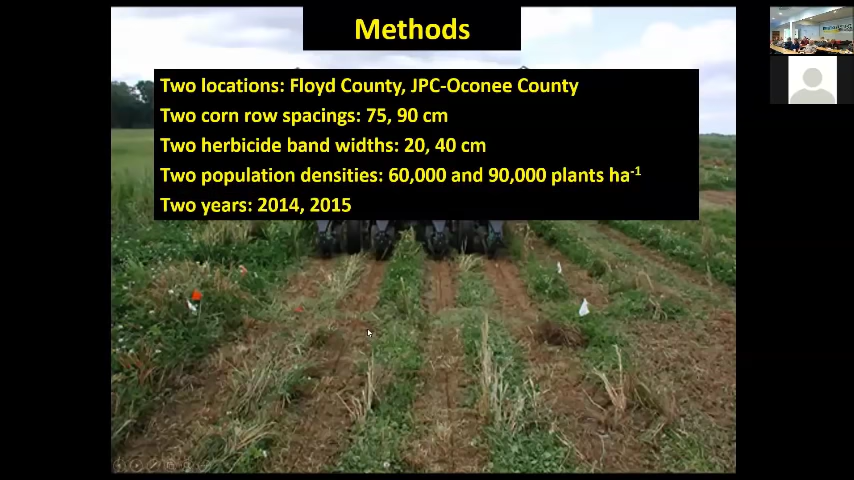 Methods
Two locations: Floyd County, JPC-Oconee County
Two corn row spacings: 75, 90 cm
Two herbicide band widths: 20, 40 cm
Two population densities: 60,000 and 90,000 plants ha⁻¹
Two years: 2014, 2015